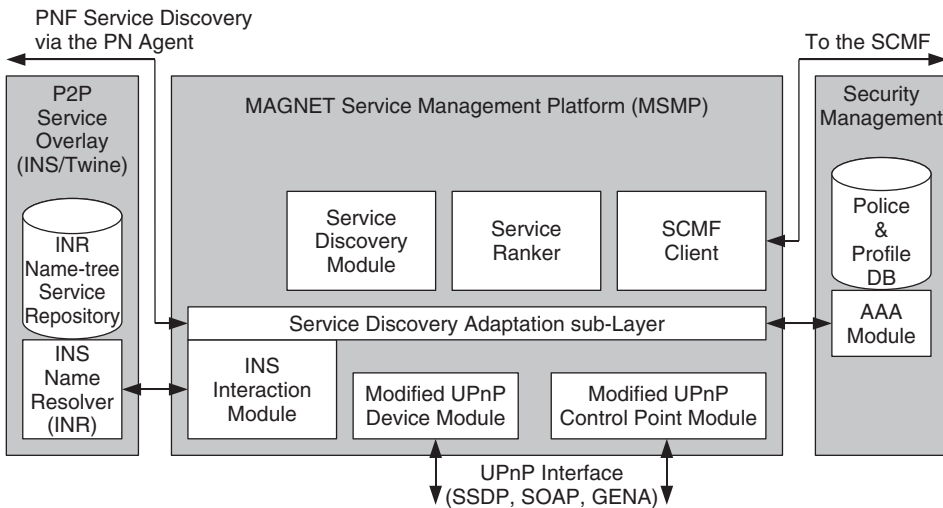 PNF Service Discovery
via the PN Agent
To the SCMF
P2P
Service
Overlay
(INS/Twine)
INR
Name-tree
Service
Repository
INS
Name
Resolver
(INR)
MAGNET Service Management Platform (MSMP)
Service
Discovery
Module
Service
Ranker
SCMF
Client
Service Discovery Adaptation sub-Layer
INS
Interaction
Module
Modified UPnP
Device Module
Modified UPnP
Control Point Module
UPnP Interface
(SSDP, SOAP, GENA)
Security
Management
Police
&
Profile
DB
AAA
Module